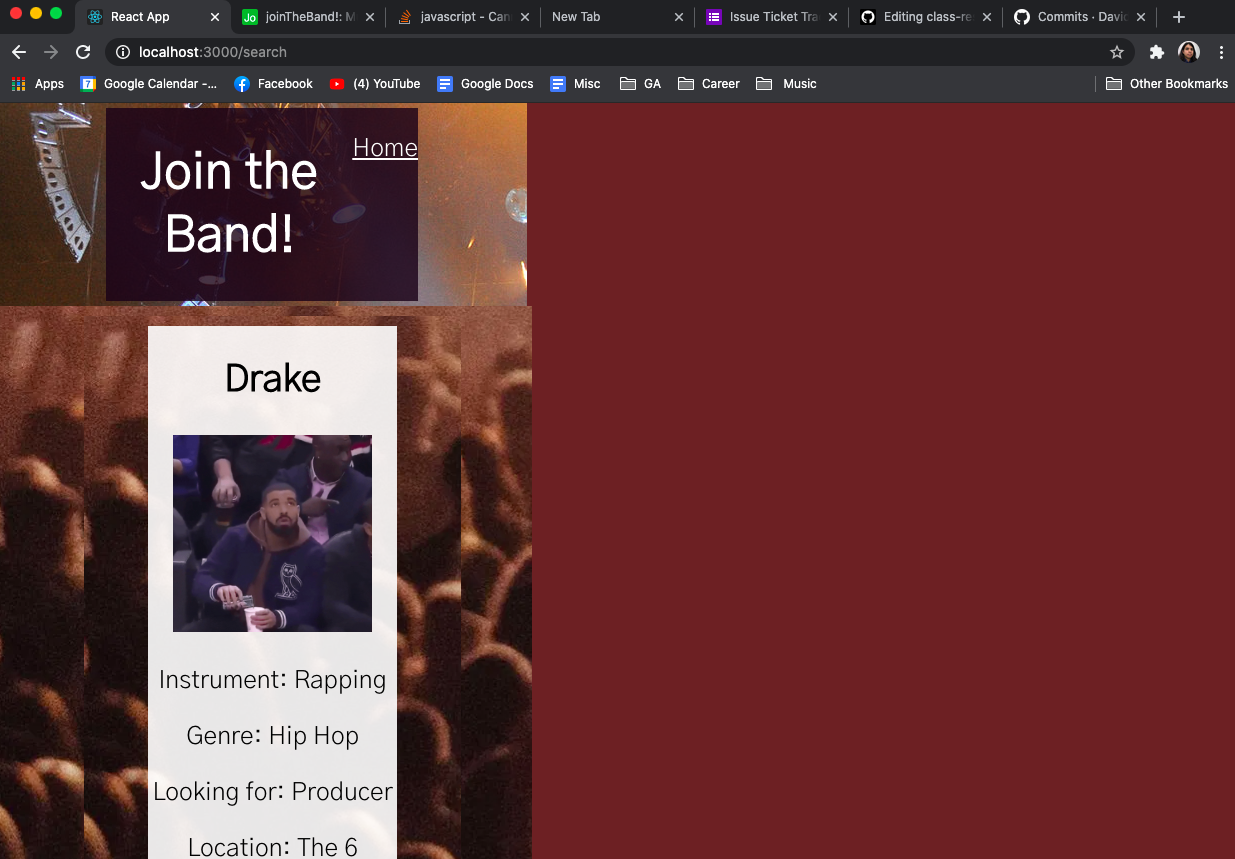 React App
Jo
joinTheBand!: M
javascript - Can
New Tab
Issue Ticket Tra
Editing class-re
Commits · Davi
localhost:3000/search
Apps
7
Google Calendar -...
Facebook
(4) YouTube
Google Docs
Misc
GA
Career
Music
Other Bookmarks
Home
Join the
Band!
Drake
Instrument: Rapping
Genre: Hip Hop
Looking for: Producer
Location: The 6